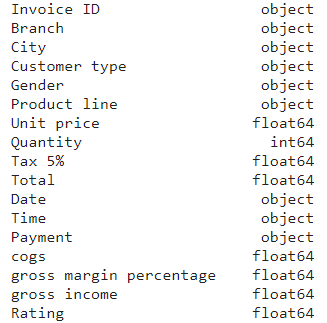 Invoice ID object
Branch object
City object
Customer type object
Gender object
Product line object
Unit price float64
Quantity int64
Tax 5% float64
Total float64
Date object
Time object
Payment object
cogs float64
gross margin percentage float64
gross income float64
Rating float64